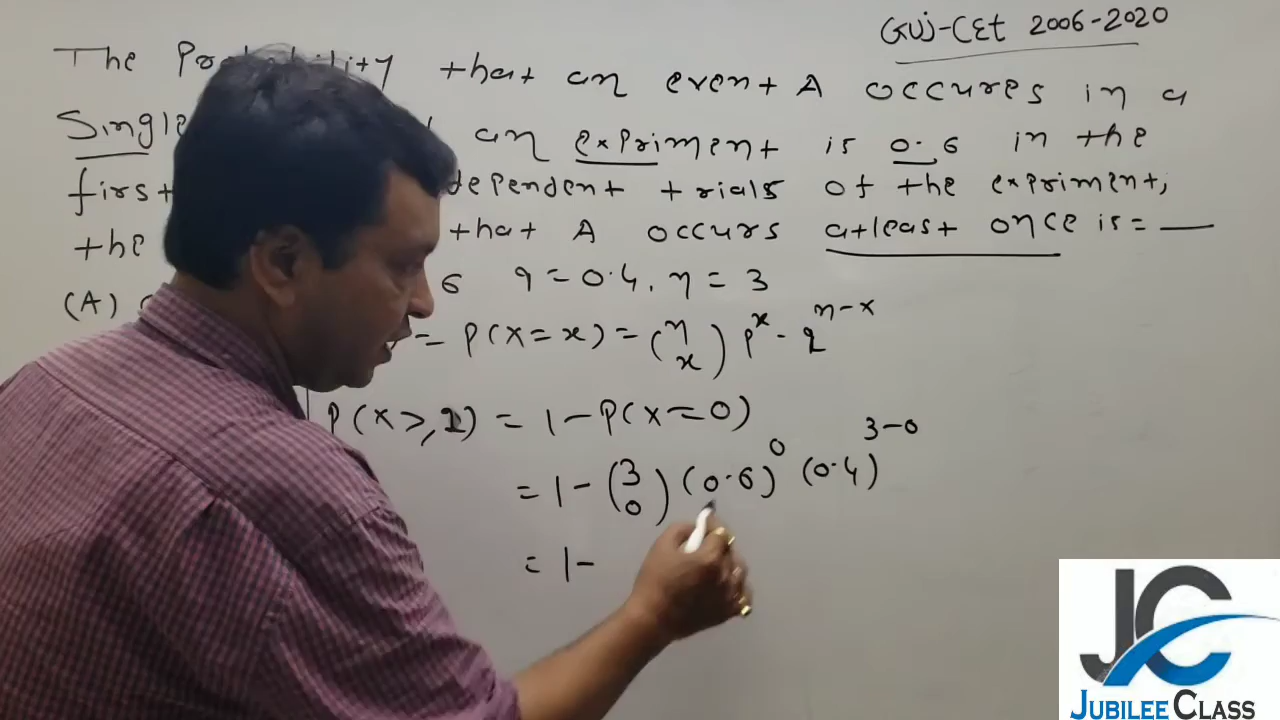 GUJ-CET 2006-2020
The Probability that an event A occures in a
Single an expriment is 0.6 in the
first dependent trials of the expriment,
the that A occurs atleast once is = __
(A) 6 q = 0.4, n = 3
= P(X=x) = (n x) p^x - q^n-x
P(x≥1) = 1-P(x=0)
= 1-(3 0)(0.6)^0 (0.4)^3-0
= 1-
JC
JUBILEE CLASS